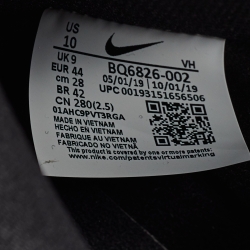 US 10 VH
UK 9 BQ6826-002
EUR 44 05/01/19 10/01/19
cm 28 UPC 00193151656506
BR 42
CN 280(2.5)
01AHC9PVT3RGA
MADE IN VIETNAM
HECHO EN VIETNAM
FABRIQUE AU VIETNAM
FABRICADO NO VIETNÃ
This product is covered by one or
more patents. See
www.nike.com/patentsvirtualmarking